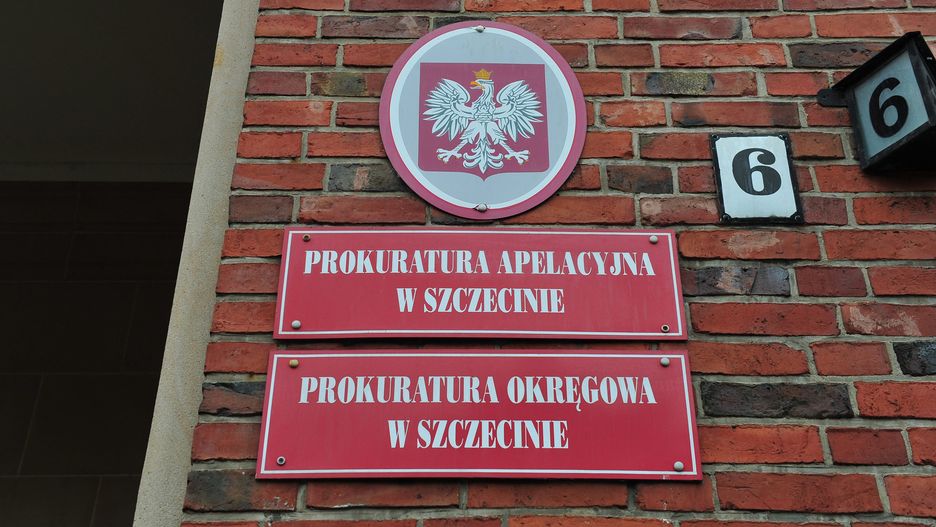 6
6
PROKURATURA APELACYJNA
W SZCZECINIE
PROKURATURA OKRĘGOWA
W SZCZECINIE